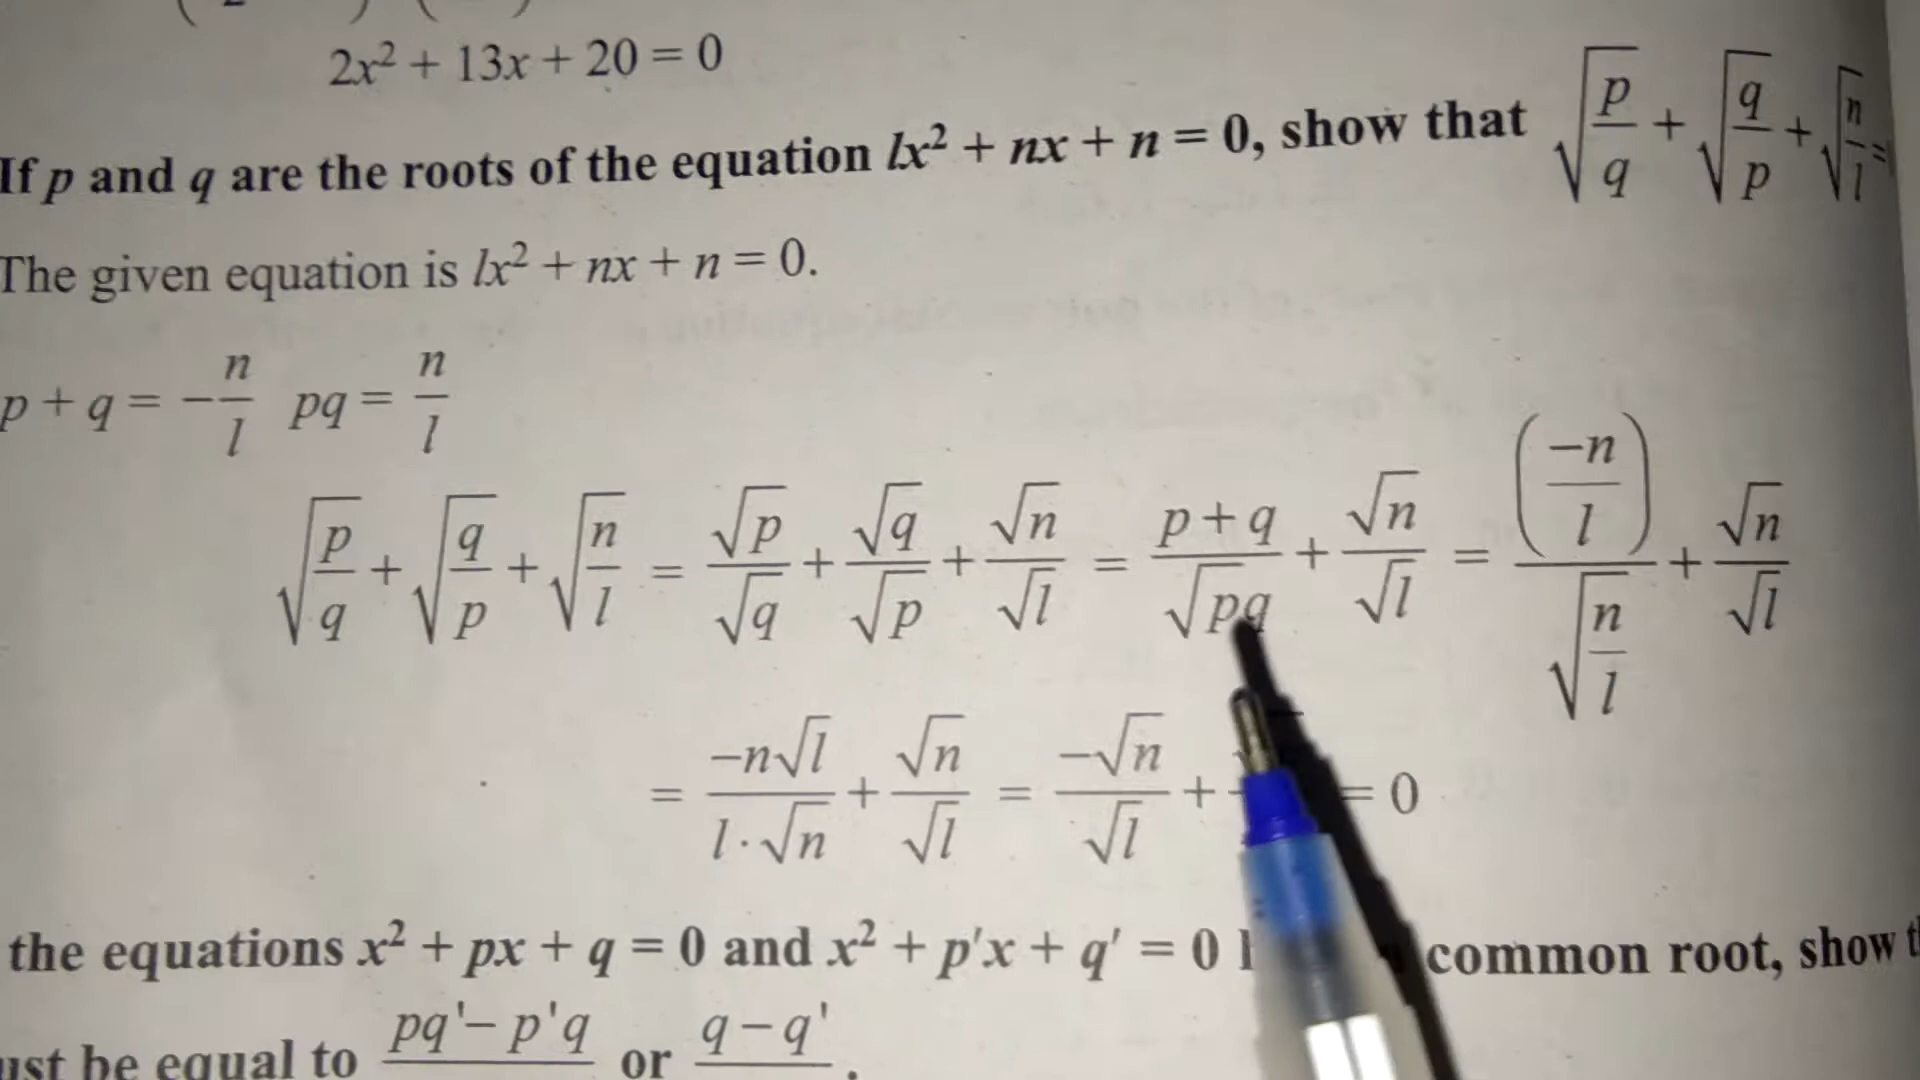 2x² + 13x + 20 = 0
If p and q are the roots of the equation lx² + nx + n = 0, show that √(p/q) + √(q/p) + √(n/l) =
The given equation is lx² + nx + n = 0.
p + q = −n/l pq = n/l
√(p/q) + √(q/p) + √(n/l) = √p/√q + √q/√p + √n/√l = (p + q)/√(pq) + √n/√l = (−n/l)/√(n/l) + √n/√l
= −n√l/(l·√n) + √n/√l = −√n/√l + = 0
the equations x² + px + q = 0 and x² + p'x + q' = 0 common root, show
be equal to (pq'− p'q) or (q − q') .